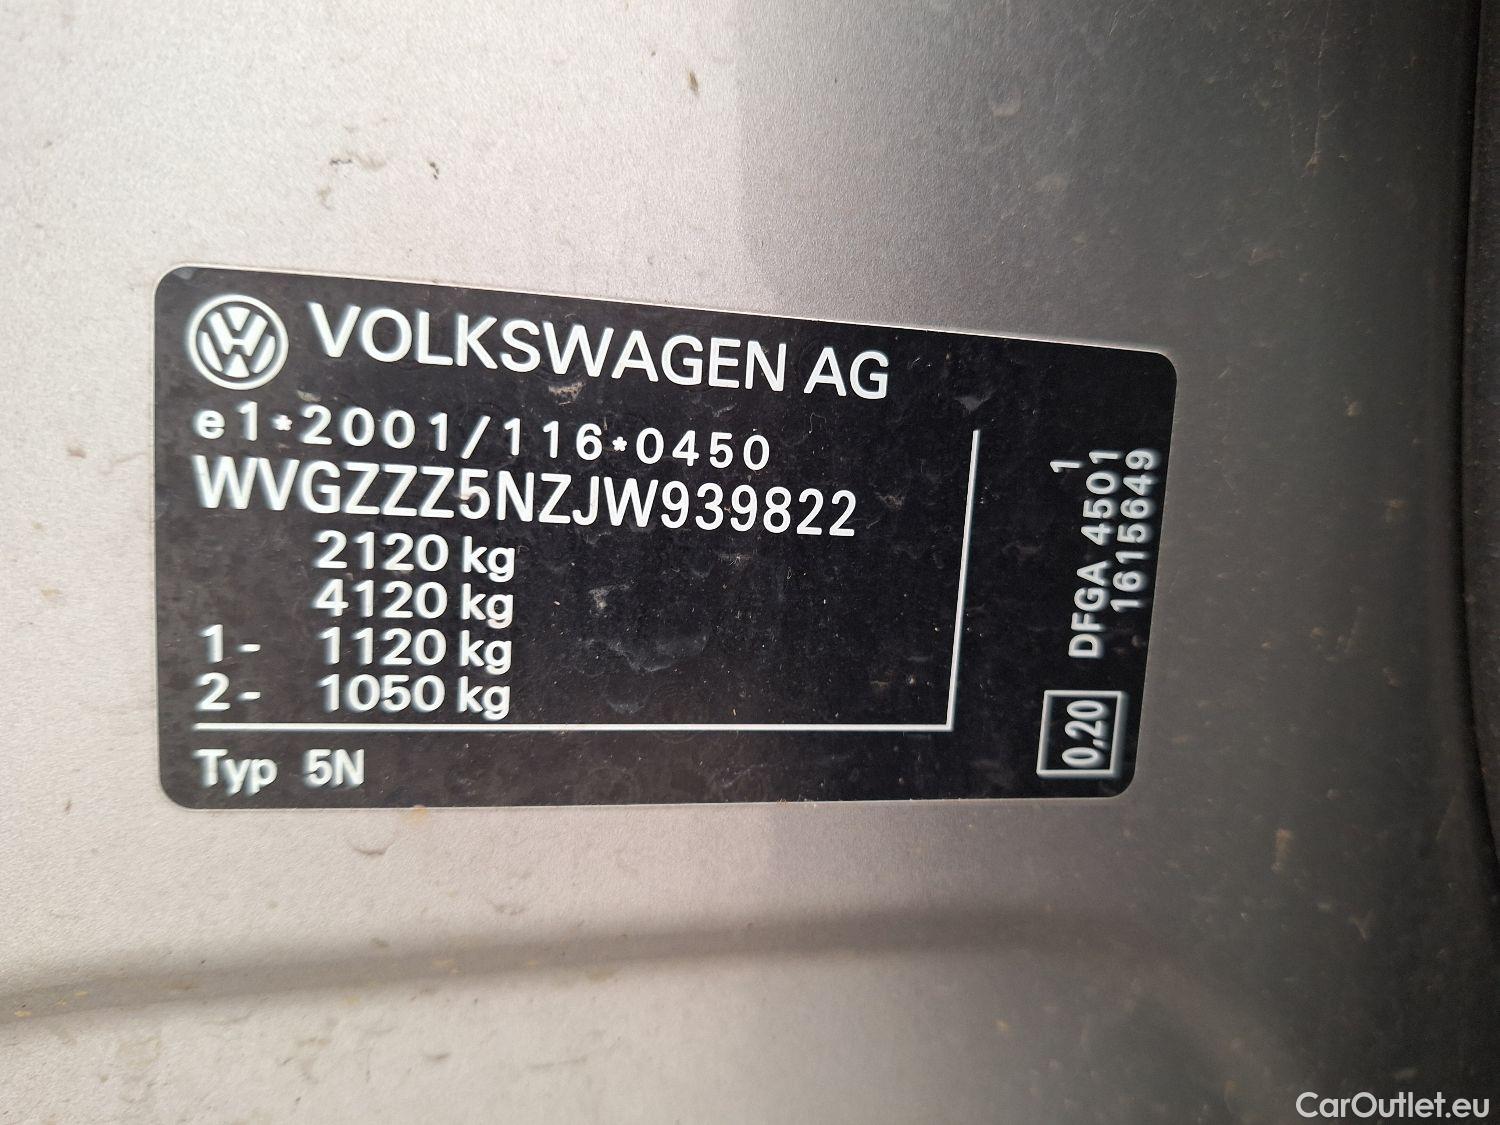 VOLKSWAGEN AG
e1*2001/116*0450
WVGZZZ5NZJW939822
2120 kg
4120 kg
1- 1120 kg
2- 1050 kg
Typ 5N
1
DFGA 4501
1615649
0,20
CarOutlet.eu